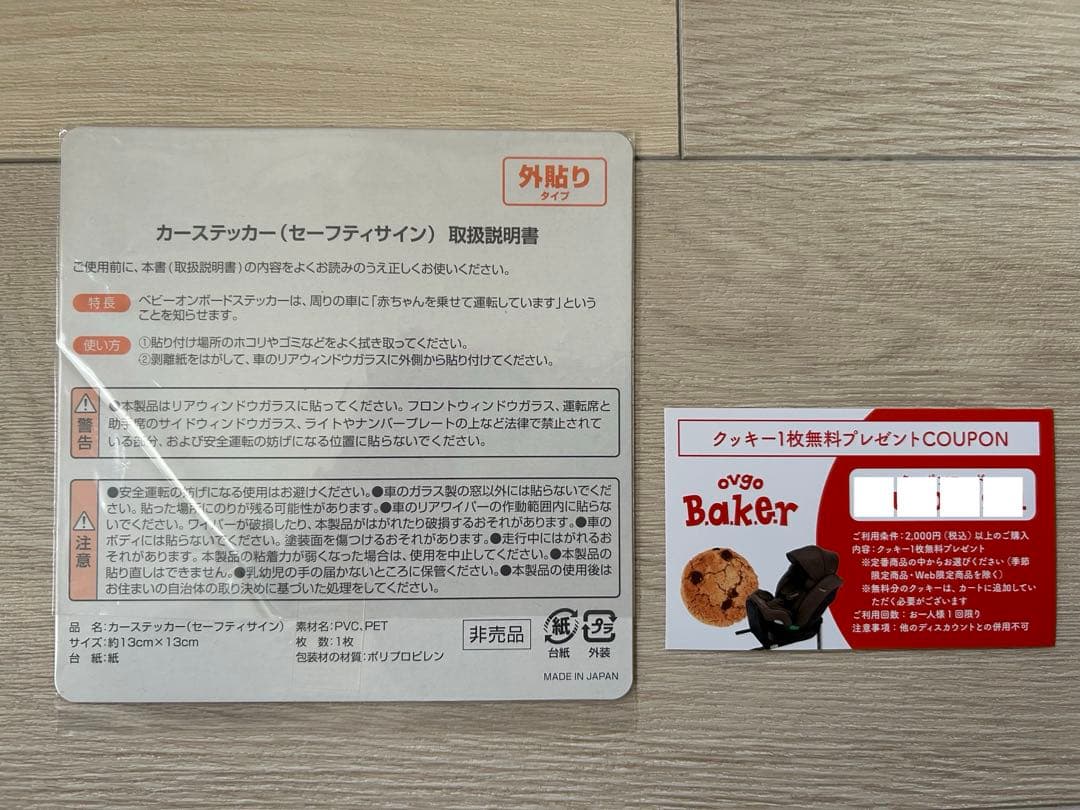 外貼り
タイプ
カーステッカー(セーフティサイン) 取扱説明書
ご使用前に、本書(取扱説明書)の内容をよくお読みのうえ正しくお使いください。
特長 ベビーオンボードステッカーは、周りの車に「赤ちゃんを乗せて運転しています」という
ことを知らせます。
使い方 ①貼り付け場所のホコリやゴミなどをよく拭き取ってください。
②剥離紙をはがして、車のリアウィンドウガラスに外側から貼り付けてください。
警告
●本製品はリアウィンドウガラスに貼ってください。フロントウィンドウガラス、運転席と
助手席のサイドウィンドウガラス、ライトやナンバープレートの上など法律で禁止されて
いる部分、および安全運転の妨げになる位置に貼らないでください。
注意
●安全運転の妨げになる使用はお避けください。●車のガラス製の窓以外には貼らないでくだ
さい。貼った場所にのりが残る可能性があります。●車のリアワイパーの作動範囲内に貼らな
いでください。ワイパーが破損したり、本製品がはがれたり破損するおそれがあります。●車の
ボディには貼らないでください。塗装面を傷つけるおそれがあります。●走行中にはがれるお
それがあります。本製品の粘着力が弱くなった場合は、使用を中止してください。●本製品の
貼り直しはできません。●乳幼児の手の届かないところに保管ください。●本製品の使用後は
お住まいの自治体の取り決めに基づいた処理をしてください。
品 名:カーステッカー(セーフティサイン) 素材名:PVC、PET
サイズ:約13cm×13cm 枚 数:1枚
台 紙:紙 包装材の材質:ポリプロピレン
非売品
紙
台紙
プラ
外装
MADE IN JAPAN
クッキー1枚無料プレゼントCOUPON
ovgo
B.a.k.e.r
ご利用条件:2,000円(税込)以上のご購入
内容:クッキー1枚無料プレゼント
※定番商品の中からお選びください(季節
限定商品・Web限定商品を除く)
※無料分のクッキーは、カートに追加してい
ただく必要がございます
ご利用回数:お一人様1回限り
注意事項:他のディスカウントとの併用不可